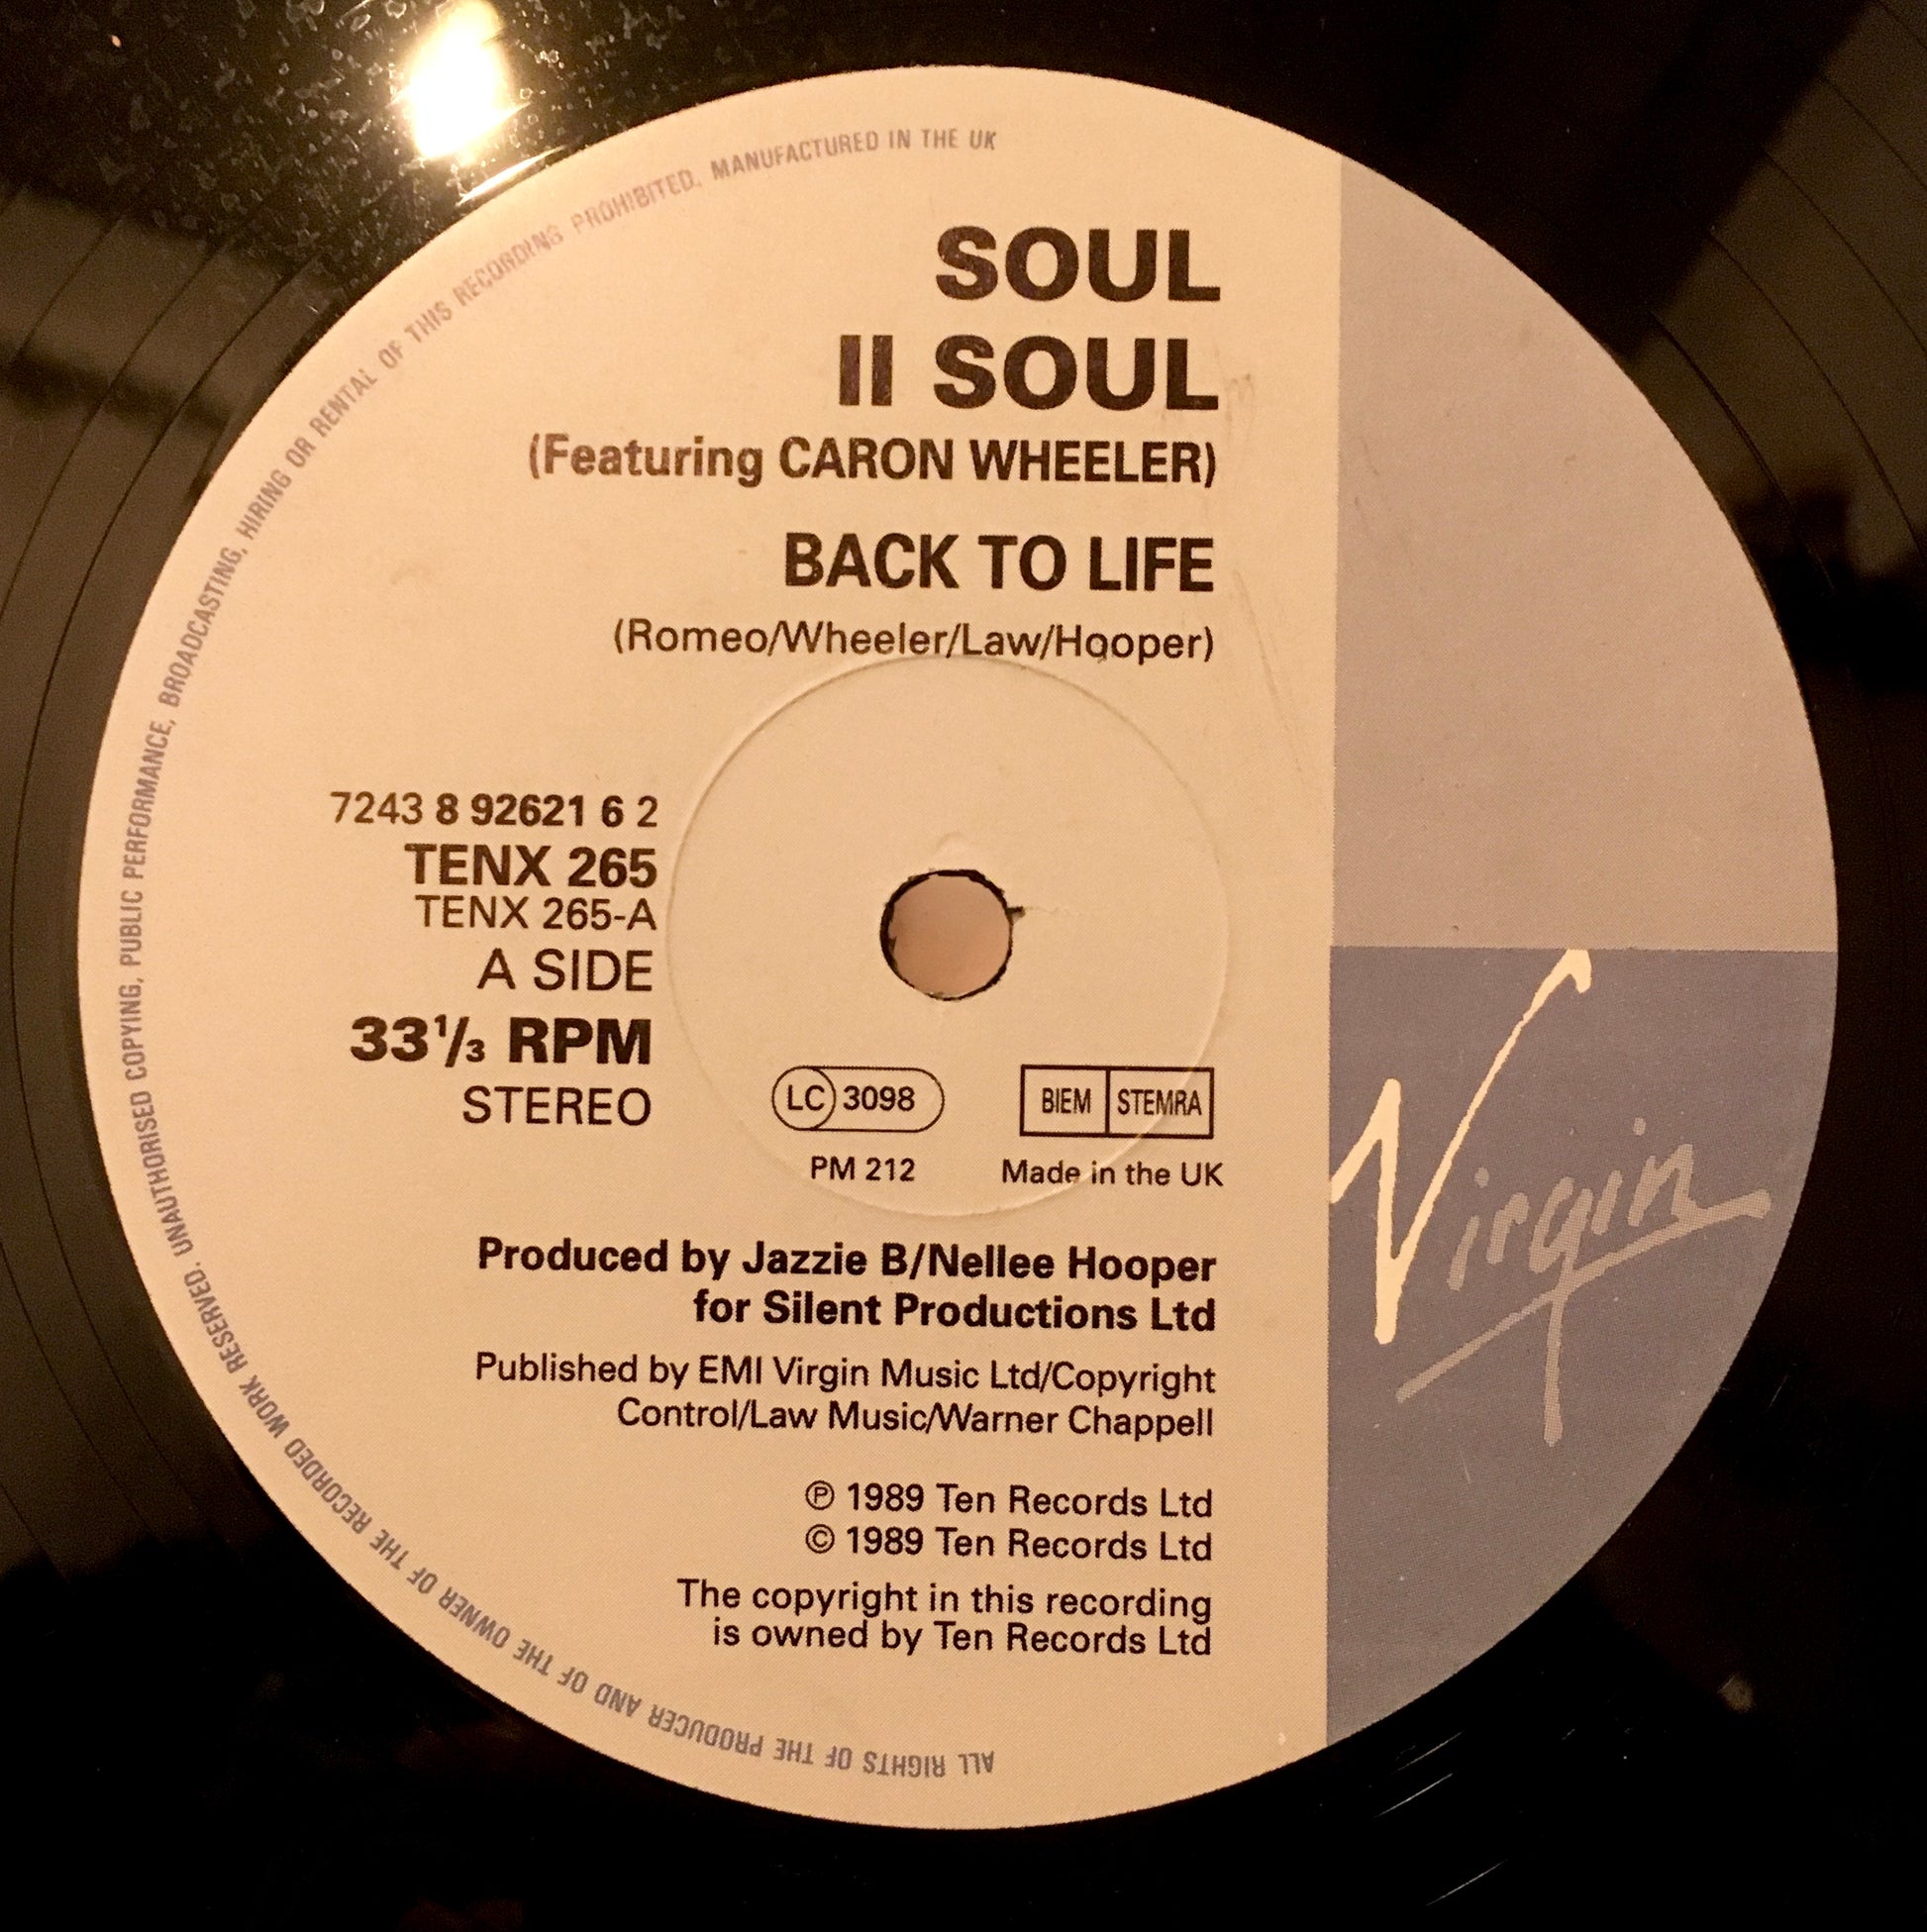 SOUL
II SOUL
(Featuring CARON WHEELER)
BACK TO LIFE
(Romeo/Wheeler/Law/Hooper)
7243 8 92621 6 2
TENX 265
TENX 265-A
A SIDE
33⅓ RPM
STEREO
LC 3098
BIEM STEMRA
PM 212
Made in the UK
Virgin
Produced by Jazzie B/Nellee Hooper
for Silent Productions Ltd
Published by EMI Virgin Music Ltd/Copyright
Control/Law Music/Warner Chappell
℗ 1989 Ten Records Ltd
© 1989 Ten Records Ltd
The copyright in this recording
is owned by Ten Records Ltd
ALL RIGHTS OF THE PRODUCER AND OF THE OWNER OF THE RECORDED WORK RESERVED. UNAUTHORISED COPYING, PUBLIC PERFORMANCE, BROADCASTING, HIRING OR RENTAL OF THIS RECORDING PROHIBITED. MANUFACTURED IN THE UK